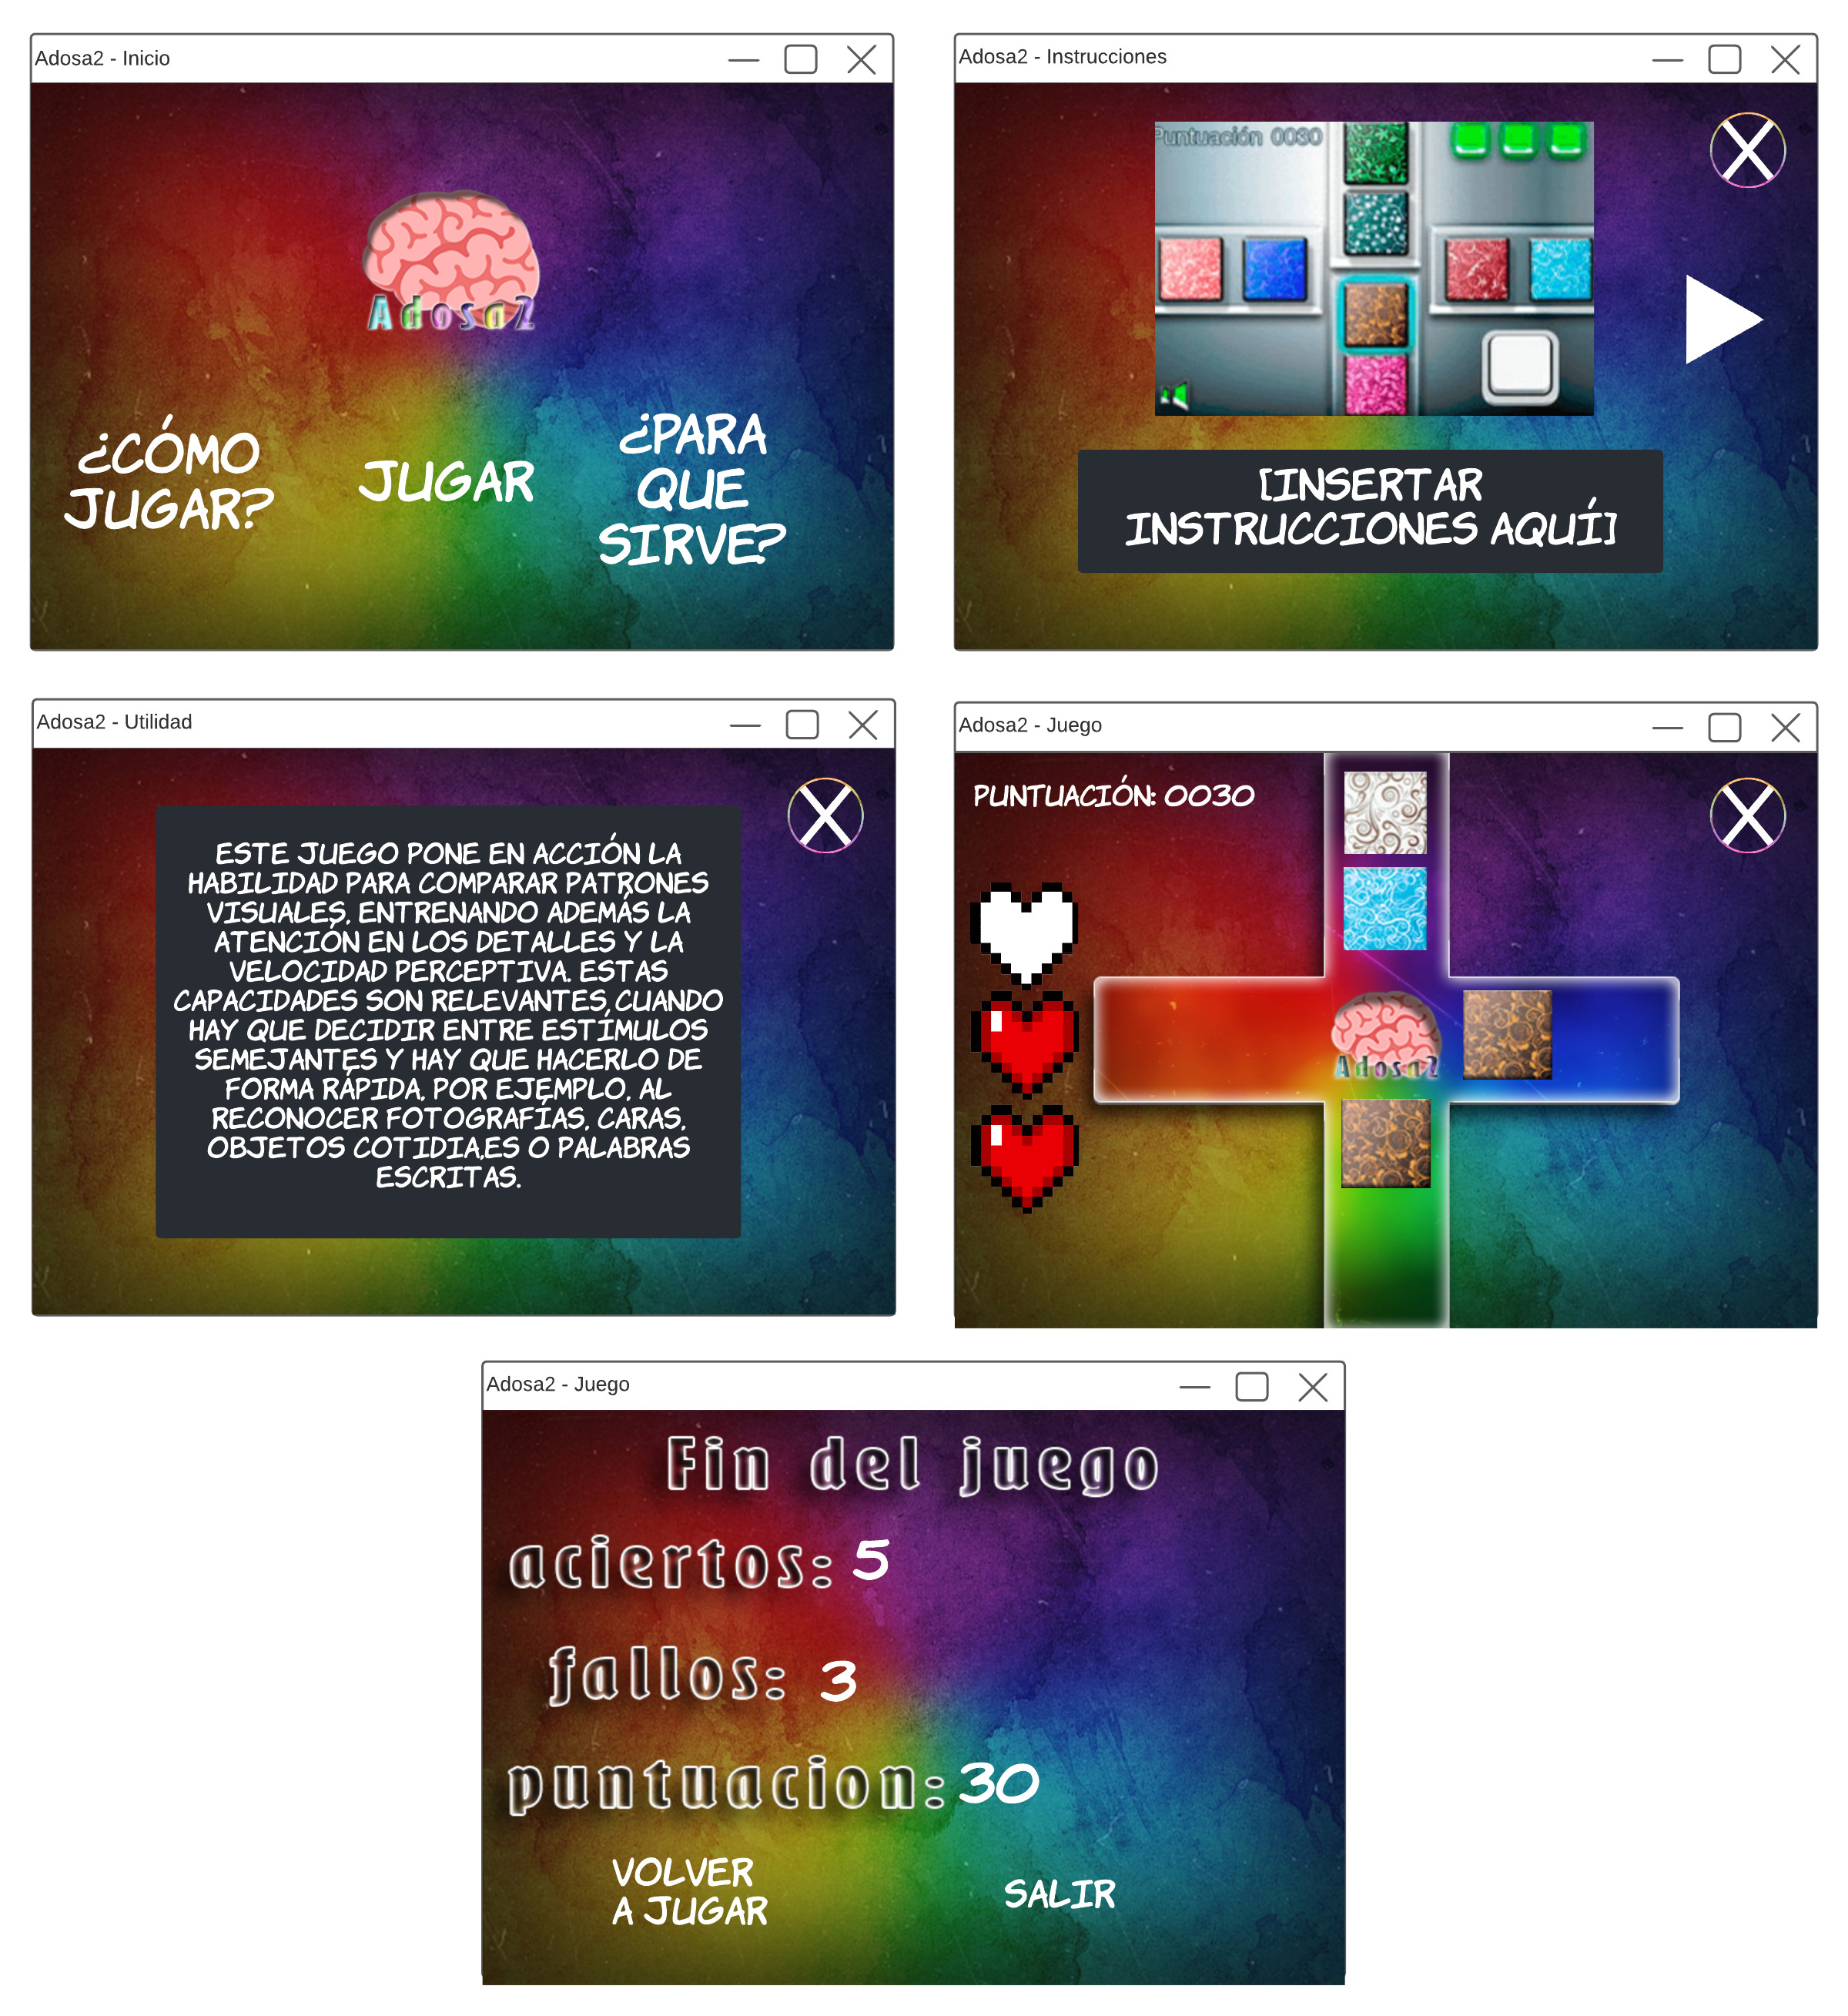 Adosa2 - Inicio
Adosa2
¿CÓMO
JUGAR?
JUGAR
¿PARA
QUE
SIRVE?
Adosa2 - Instrucciones
Puntuación 0030
[INSERTAR
INSTRUCCIONES AQUÍ]
Adosa2 - Utilidad
ESTE JUEGO PONE EN ACCIÓN LA
HABILIDAD PARA COMPARAR PATRONES
VISUALES, ENTRENANDO ADEMÁS LA
ATENCIÓN EN LOS DETALLES Y LA
VELOCIDAD PERCEPTIVA. ESTAS
CAPACIDADES SON RELEVANTES CUANDO
HAY QUE DECIDIR ENTRE ESTÍMULOS
SEMEJANTES Y HAY QUE HACERLO DE
FORMA RÁPIDA, POR EJEMPLO, AL
RECONOCER FOTOGRAFÍAS, CARAS,
OBJETOS COTIDIA,ES O PALABRAS
ESCRITAS.
Adosa2 - Juego
PUNTUACIÓN: 0030
Adosa2
Adosa2 - Juego
Fin del juego
aciertos: 5
fallos: 3
puntuacion: 30
VOLVER
A JUGAR
SALIR